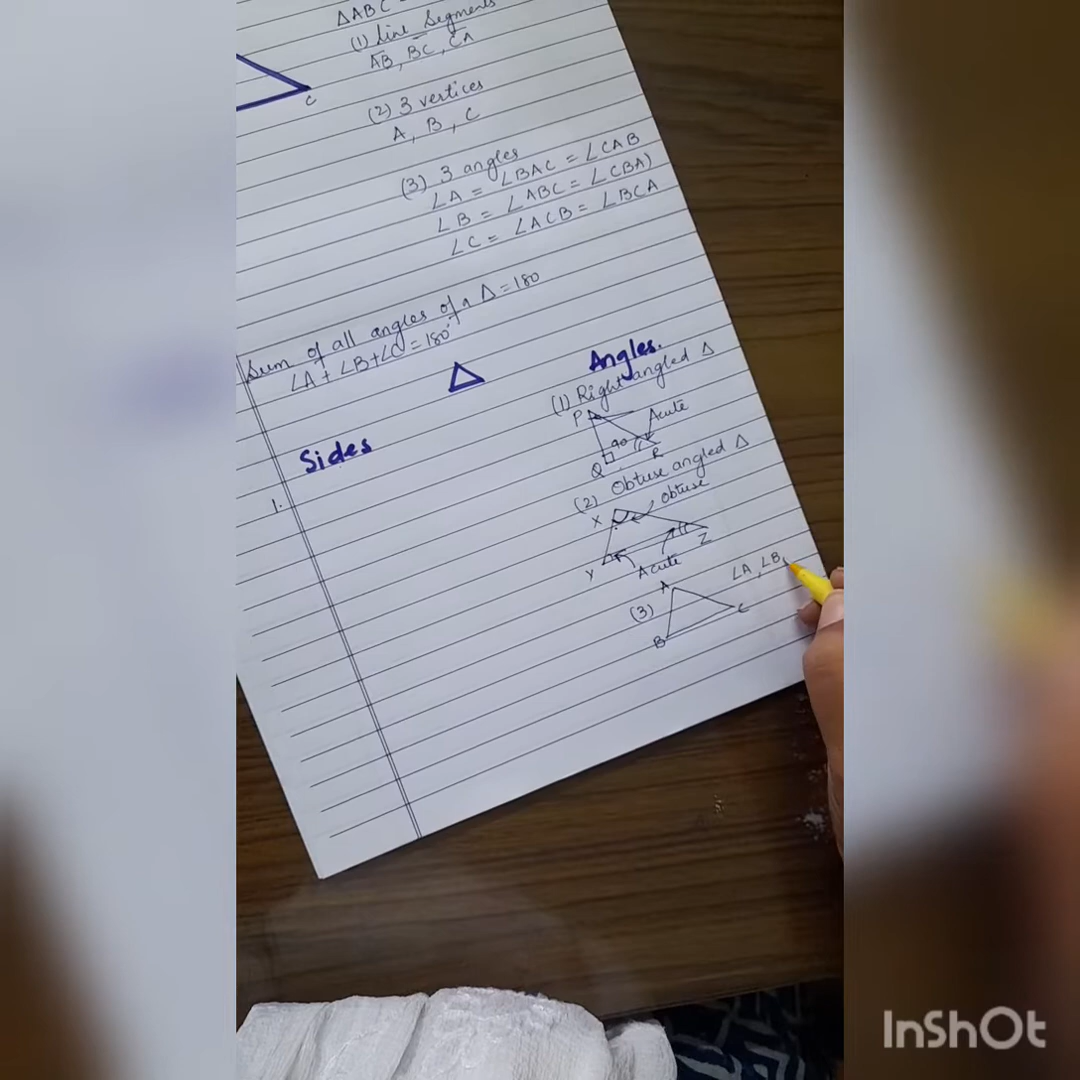 ΔABC
(1) Line Segments
AB, BC, CA
C
(2) 3 vertices
A, B, C
(3) 3 angles
∠A = ∠BAC = ∠CAB
∠B = ∠ABC = ∠CBA)
∠C = ∠ACB = ∠BCA
Sum of all angles of a Δ = 180
∠A + ∠B + ∠C = 180°
Sides
1.
Angles.
(1) Right angled Δ
P Acute
90
Q R
(2) Obtuse angled Δ
X Obtuse
Z
Y Acute
(3) A ∠A, ∠B,
C
B
InShOt